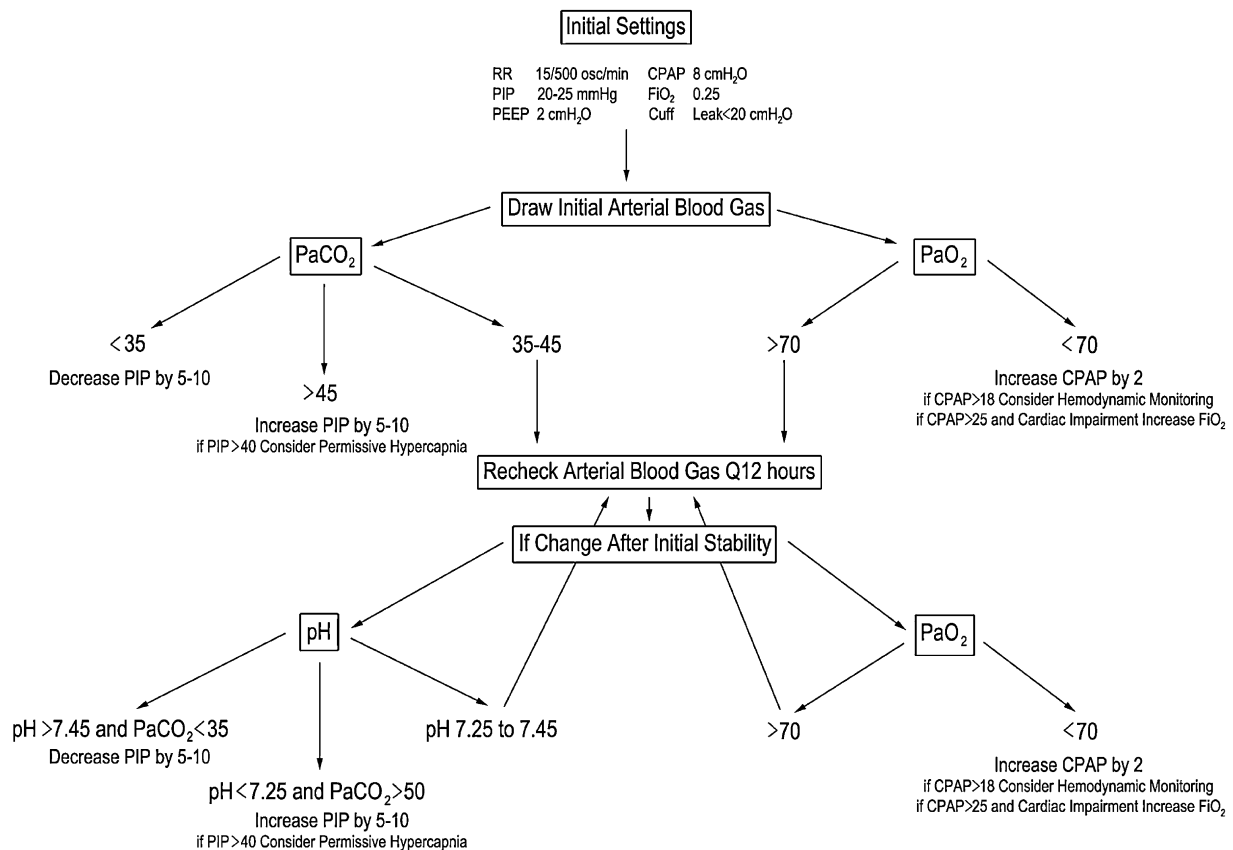 Initial Settings
RR 15/500 osc/min CPAP 8 cmH₂O
PIP 20-25 mmHg FiO₂ 0.25
PEEP 2 cmH₂O Cuff Leak<20 cmH₂O
Draw Initial Arterial Blood Gas
PaCO₂
PaO₂
<35
Decrease PIP by 5-10
>45
Increase PIP by 5-10
if PIP>40 Consider Permissive Hypercapnia
35-45
>70
<70
Increase CPAP by 2
if CPAP>18 Consider Hemodynamic Monitoring
if CPAP>25 and Cardiac Impairment Increase FiO₂
Recheck Arterial Blood Gas Q12 hours
If Change After Initial Stability
pH
PaO₂
pH >7.45 and PaCO₂<35
Decrease PIP by 5-10
pH<7.25 and PaCO₂>50
Increase PIP by 5-10
if PIP>40 Consider Permissive Hypercapnia
pH 7.25 to 7.45
>70
<70
Increase CPAP by 2
if CPAP>18 Consider Hemodynamic Monitoring
if CPAP>25 and Cardiac Impairment Increase FiO₂